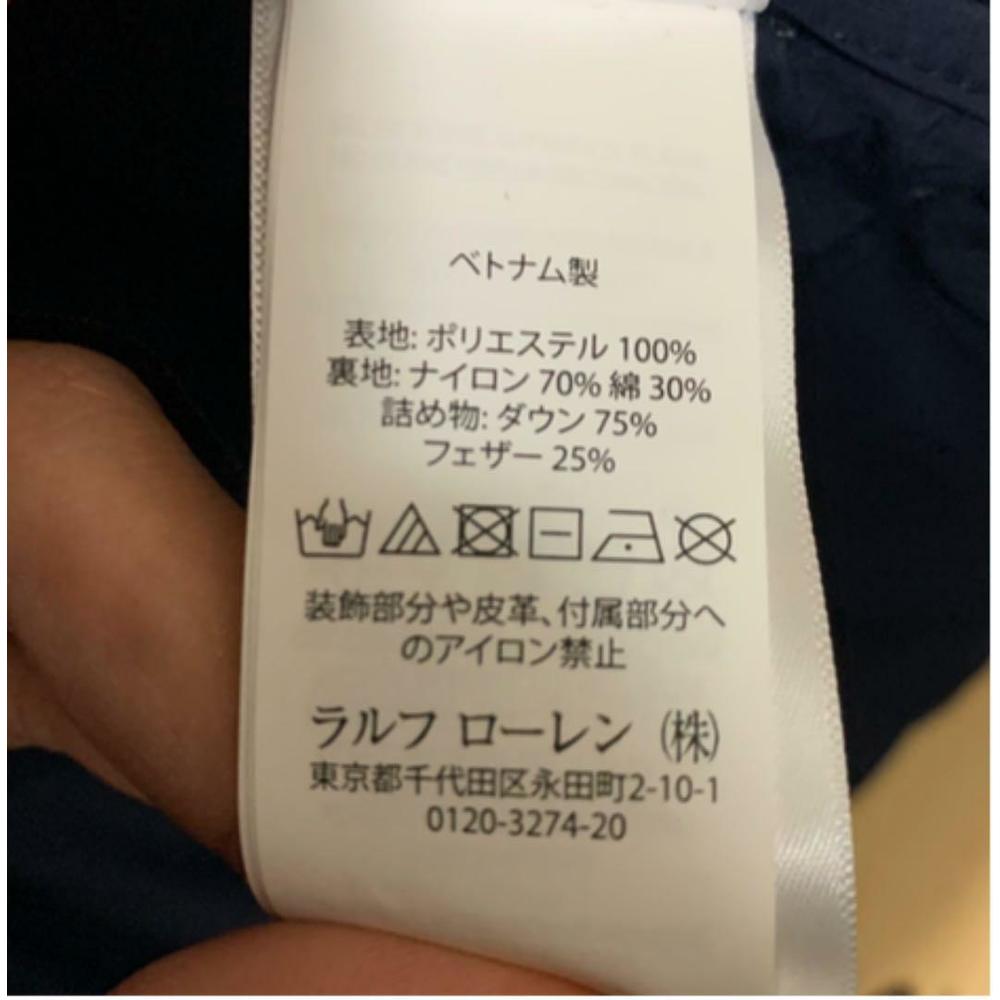 ベトナム製
表地: ポリエステル 100%
裏地: ナイロン 70% 綿 30%
詰め物: ダウン 75%
フェザー 25%
装飾部分や皮革、付属部分へ
のアイロン禁止
ラルフ ローレン (株)
東京都千代田区永田町2-10-1
0120-3274-20